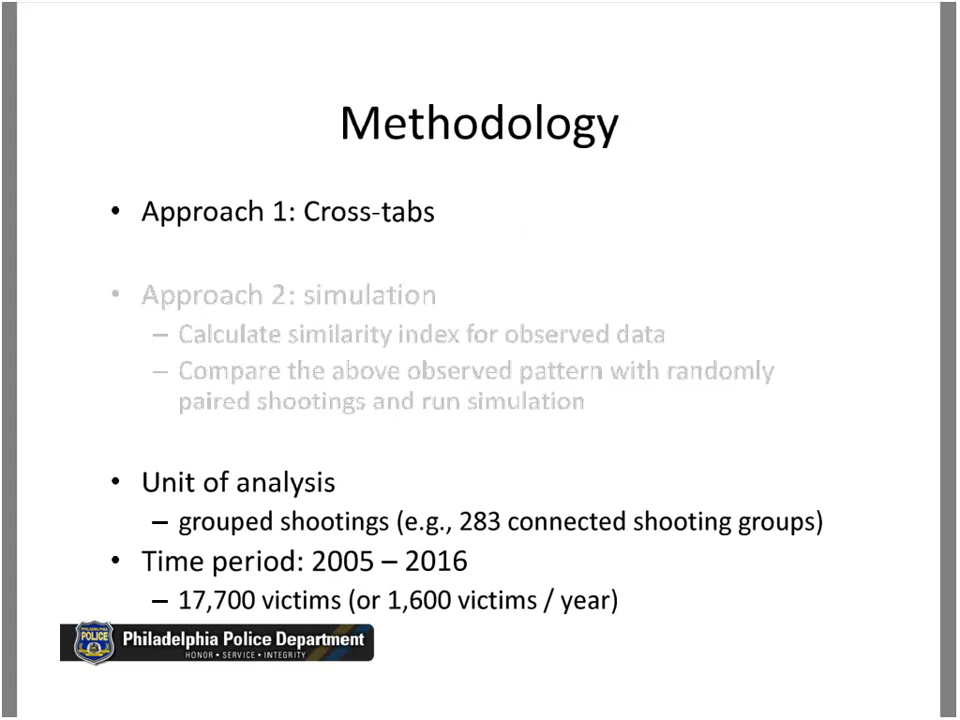 Methodology
• Approach 1: Cross-tabs
• Approach 2: simulation
– Calculate similarity index for observed data
– Compare the above observed pattern with randomly
paired shootings and run simulation
• Unit of analysis
– grouped shootings (e.g., 283 connected shooting groups)
• Time period: 2005 – 2016
– 17,700 victims (or 1,600 victims / year)
POLICE
Philadelphia Police Department
HONOR • SERVICE • INTEGRITY